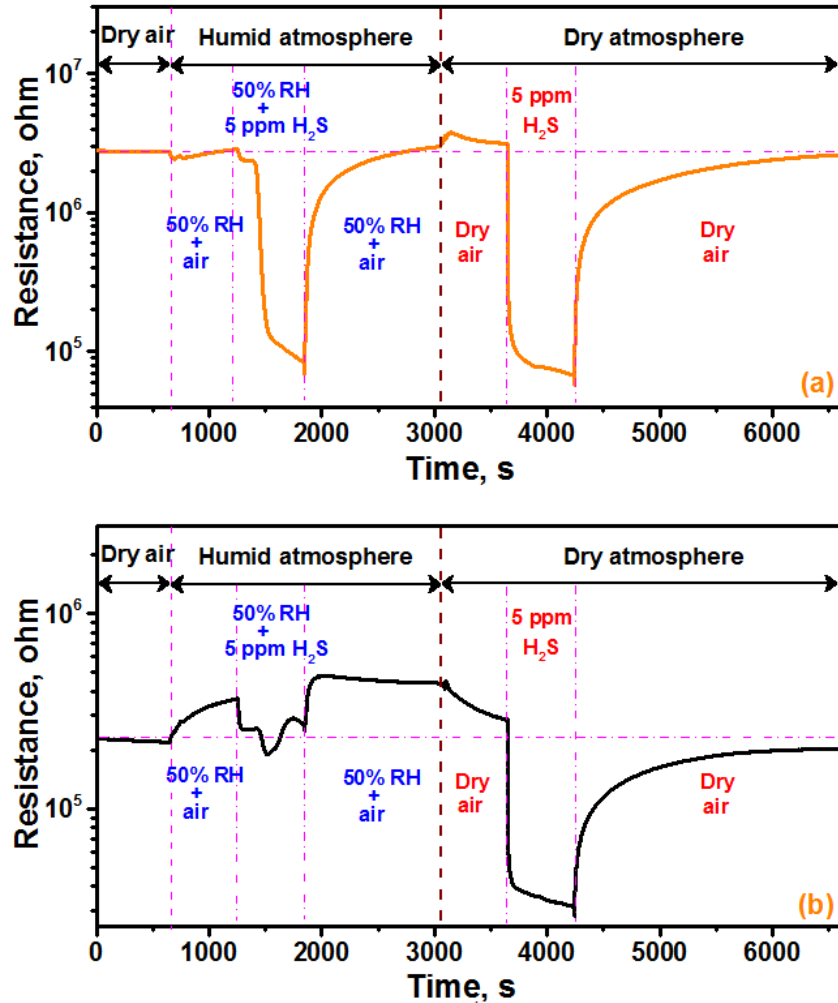 Dry air Humid atmosphere Dry atmosphere
10⁷
10⁶
10⁵
Resistance, ohm
50% RH
+
5 ppm H₂S
5 ppm
H₂S
50% RH
+
air
50% RH
+
air
Dry
air
Dry
air
(a)
0 1000 2000 3000 4000 5000 6000
Time, s
Dry air Humid atmosphere Dry atmosphere
10⁶
10⁵
Resistance, ohm
50% RH
+
5 ppm H₂S
5 ppm
H₂S
50% RH
+
air
50% RH
+
air
Dry
air
Dry
air
(b)
0 1000 2000 3000 4000 5000 6000
Time, s